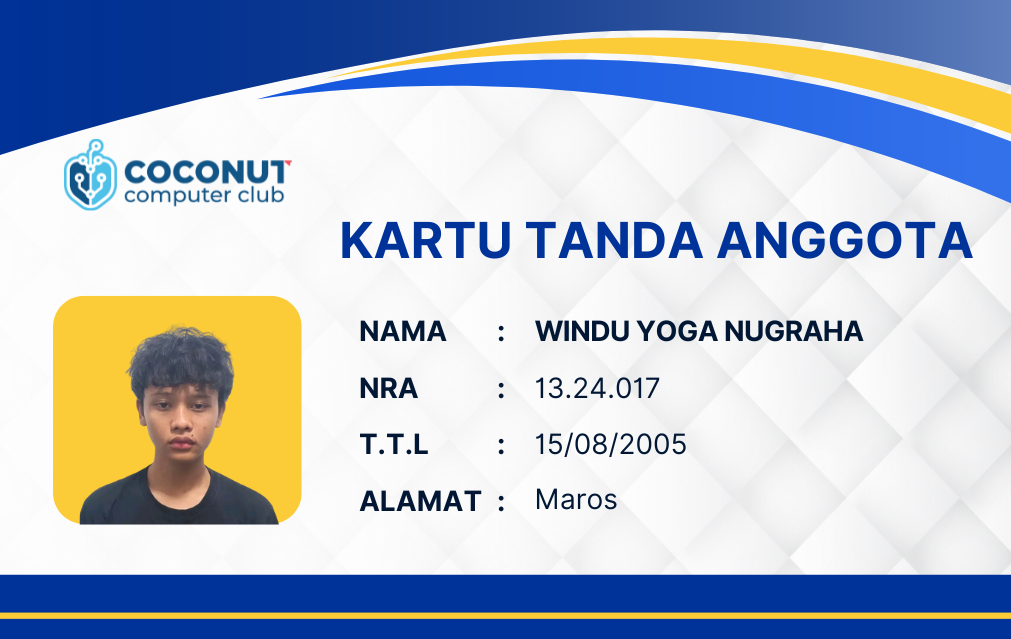 COCONUT
computer club
KARTU TANDA ANGGOTA
NAMA : WINDU YOGA NUGRAHA
NRA : 13.24.017
T.T.L : 15/08/2005
ALAMAT : Maros